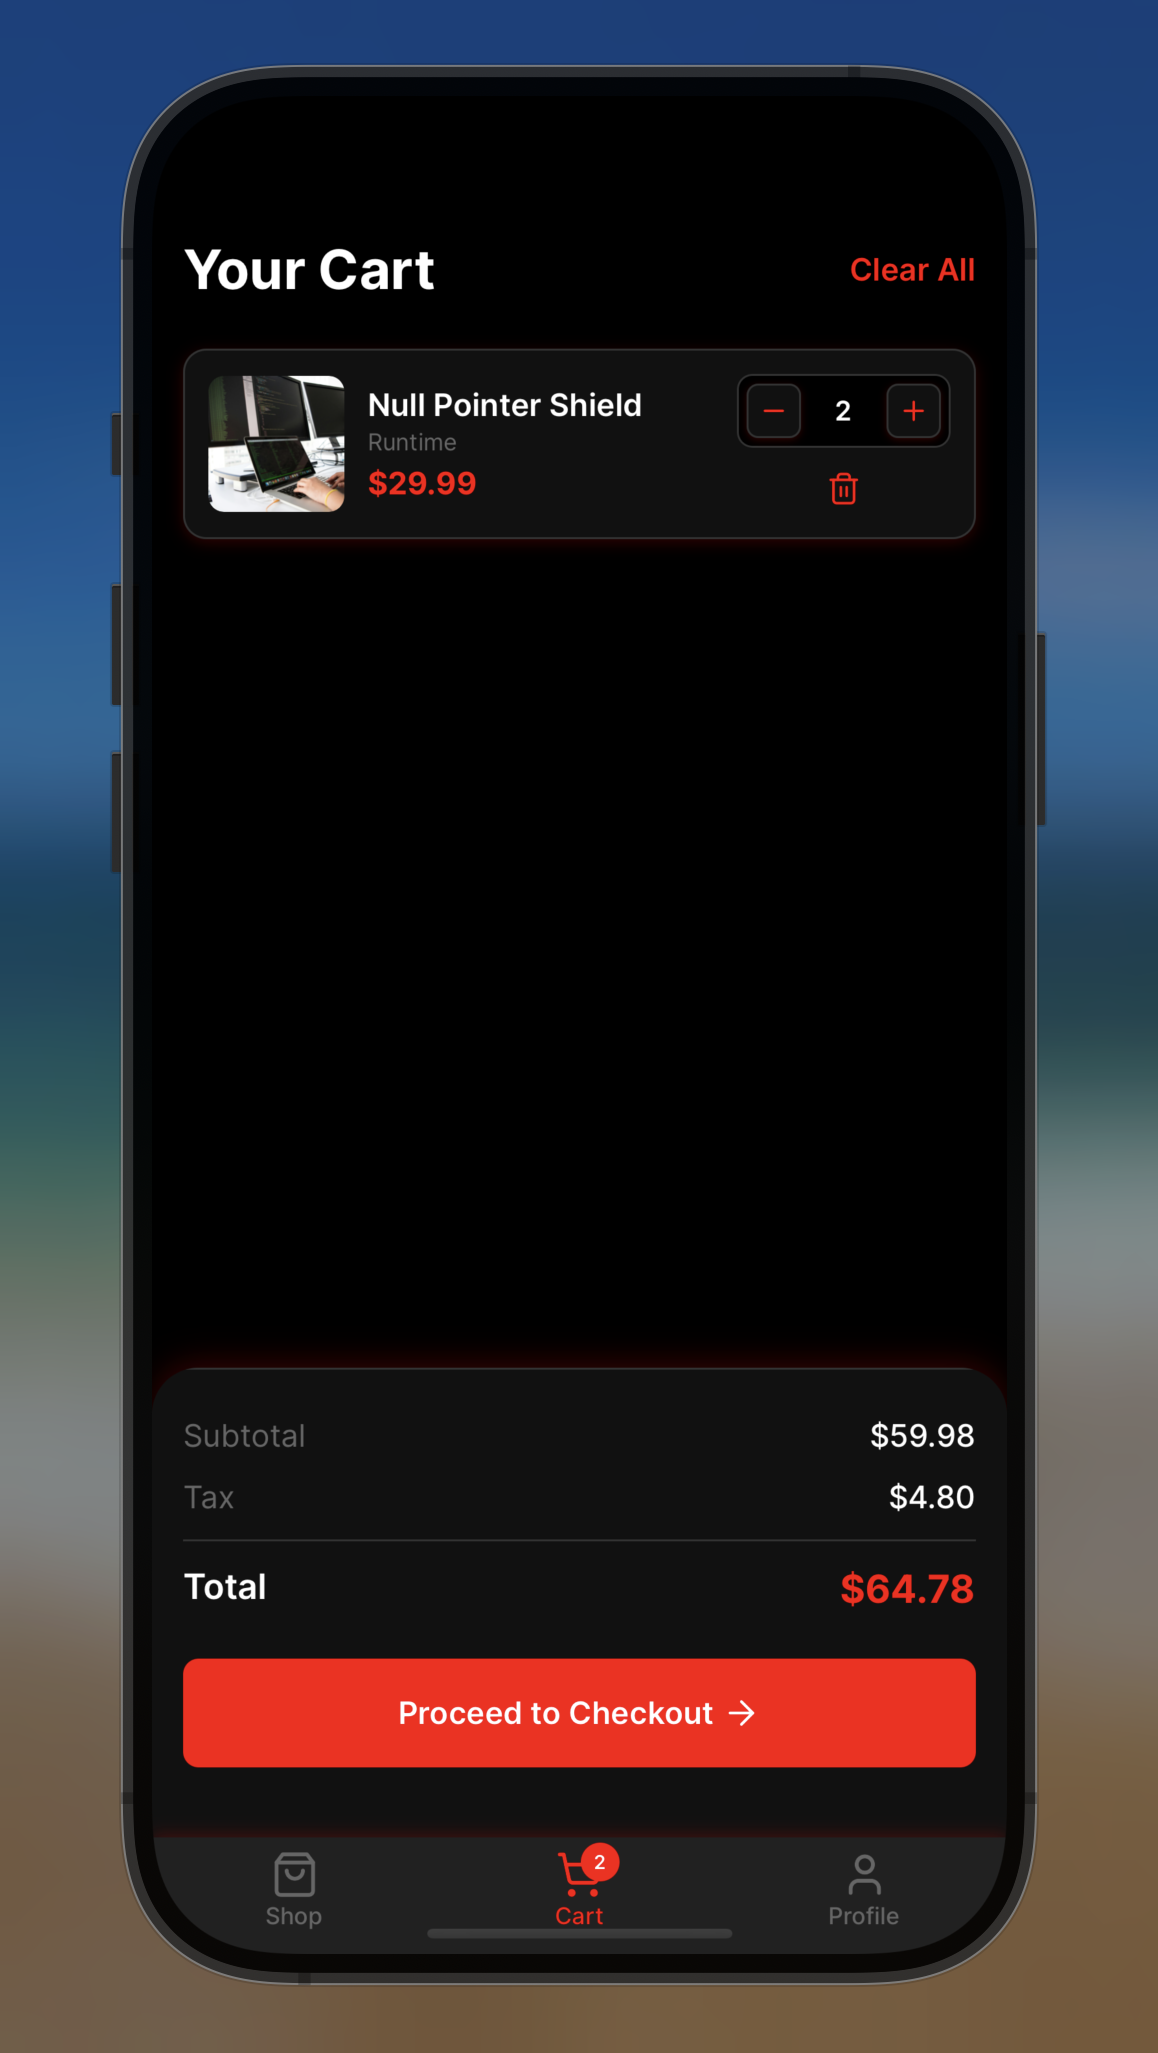 Your Cart
Clear All
Null Pointer Shield
Runtime
$29.99
2
Subtotal
$59.98
Tax
$4.80
Total
$64.78
Proceed to Checkout →
Shop
2
Cart
Profile